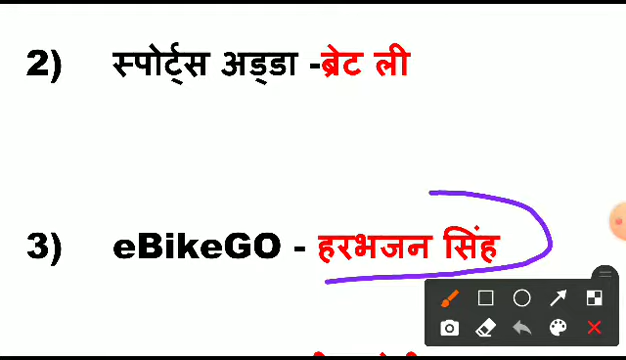 2) स्पोर्ट्स अड्डा -ब्रेट ली
3) eBikeGO - हरभजन सिंह